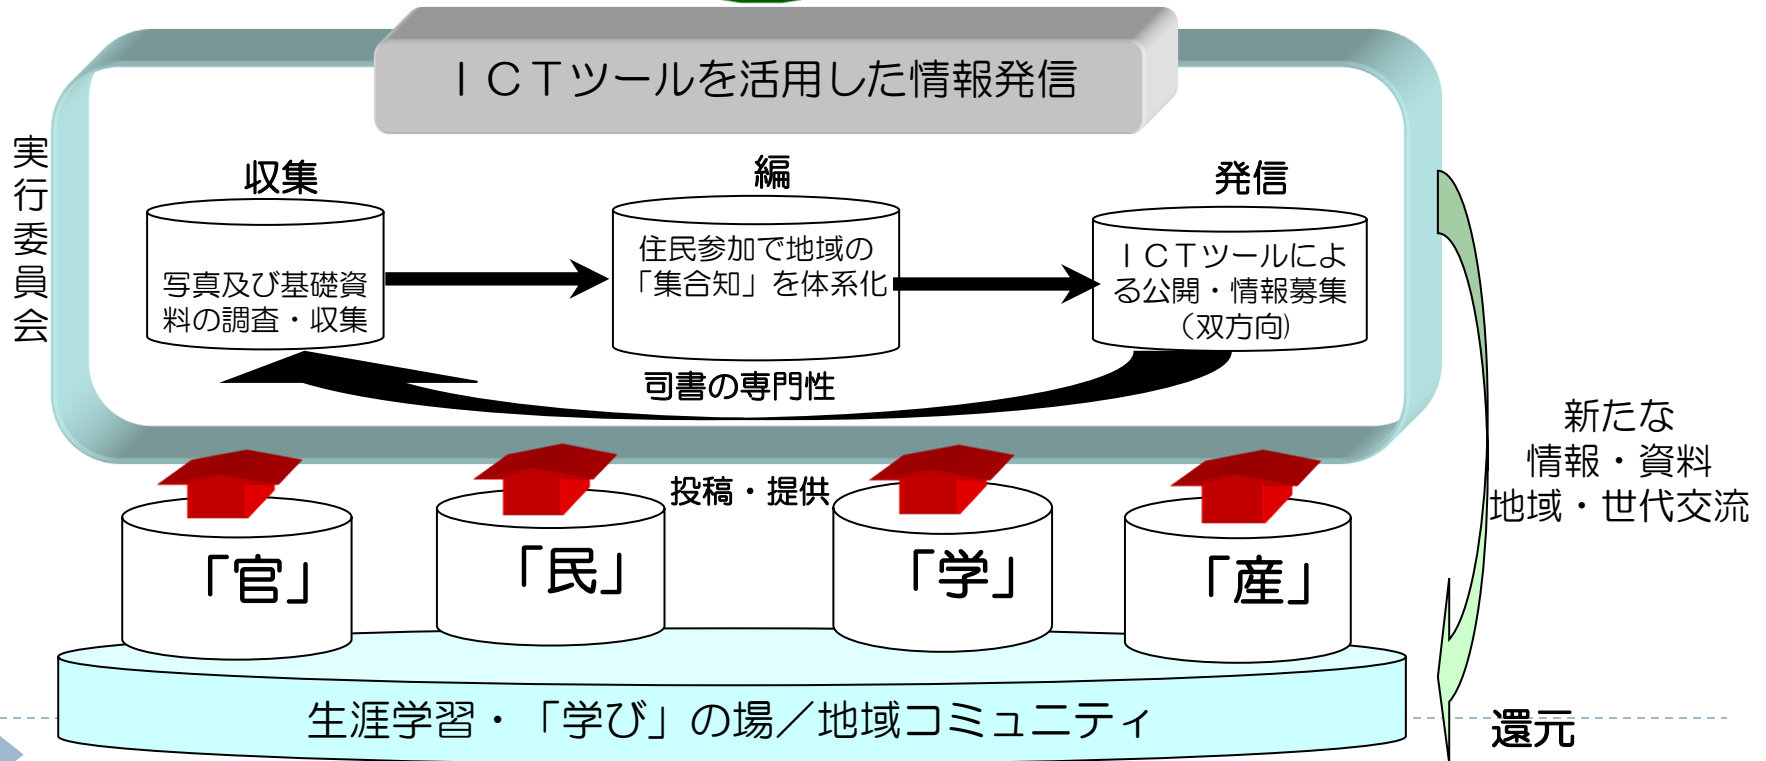 ＩＣＴツールを活用した情報発信
実行委員会
収集
写真及び基礎資
料の調査・収集
編
住民参加で地域の
「集合知」を体系化
発信
ＩＣＴツールによ
る公開・情報募集
（双方向)
司書の専門性
投稿・提供
「官」
「民」
「学」
「産」
新たな
情報・資料
地域・世代交流
生涯学習・「学び」の場／地域コミュニティ
還元